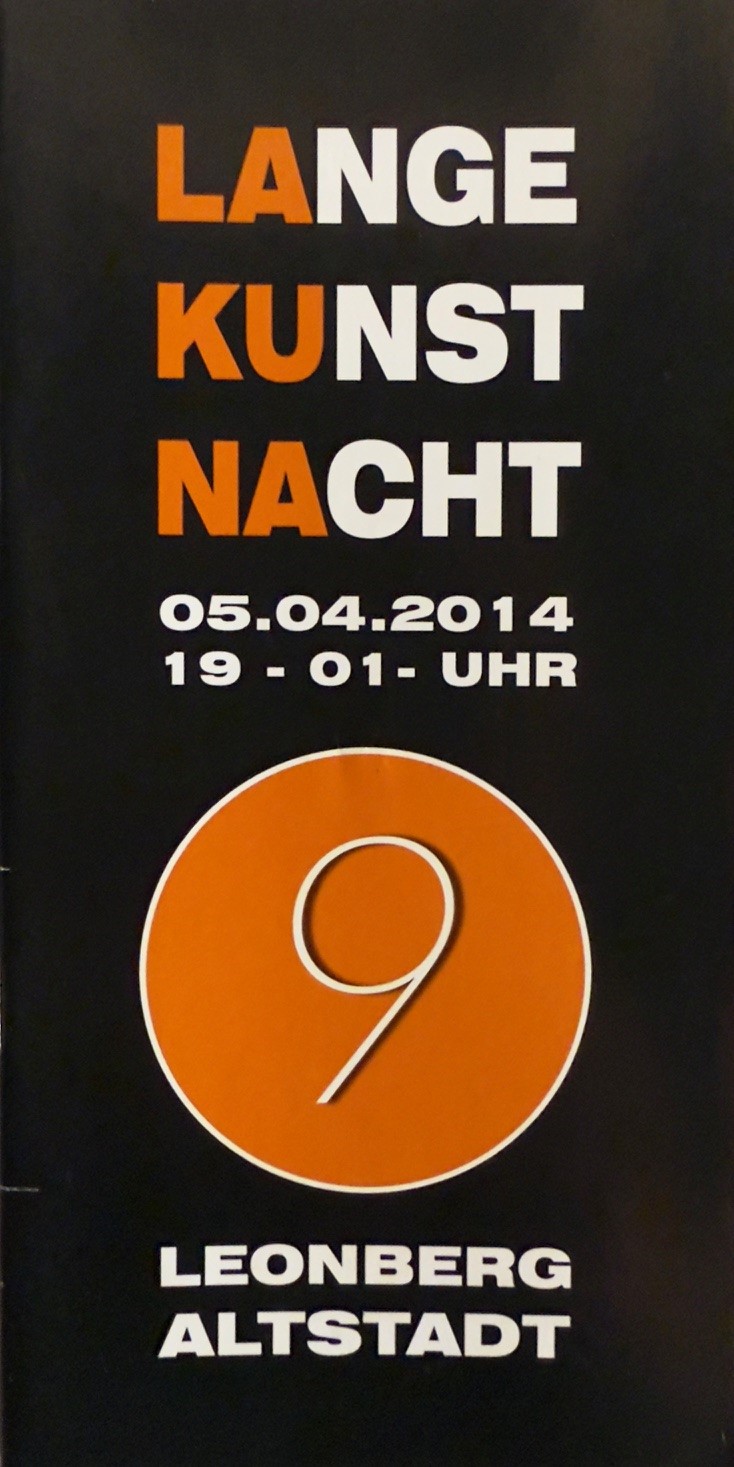 LANGE
KUNST
NACHT
05.04.2014
19 - 01- UHR
9
LEONBERG
ALTSTADT